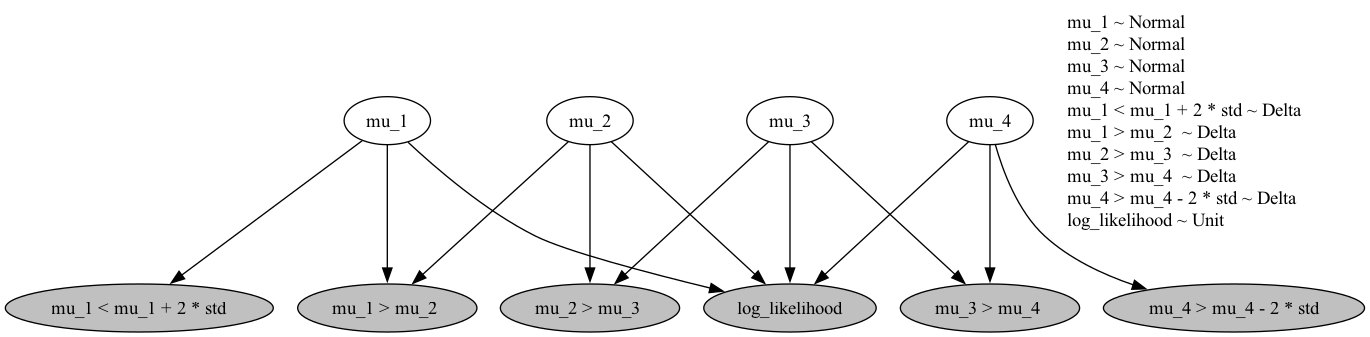 mu_1 ~ Normal
mu_2 ~ Normal
mu_3 ~ Normal
mu_4 ~ Normal
mu_1 < mu_1 + 2 * std ~ Delta
mu_1 > mu_2  ~ Delta
mu_2 > mu_3  ~ Delta
mu_3 > mu_4  ~ Delta
mu_4 > mu_4 - 2 * std ~ Delta
log_likelihood ~ Unit
mu_1
mu_2
mu_3
mu_4
mu_1 < mu_1 + 2 * std
mu_1 > mu_2
mu_2 > mu_3
log_likelihood
mu_3 > mu_4
mu_4 > mu_4 - 2 * std